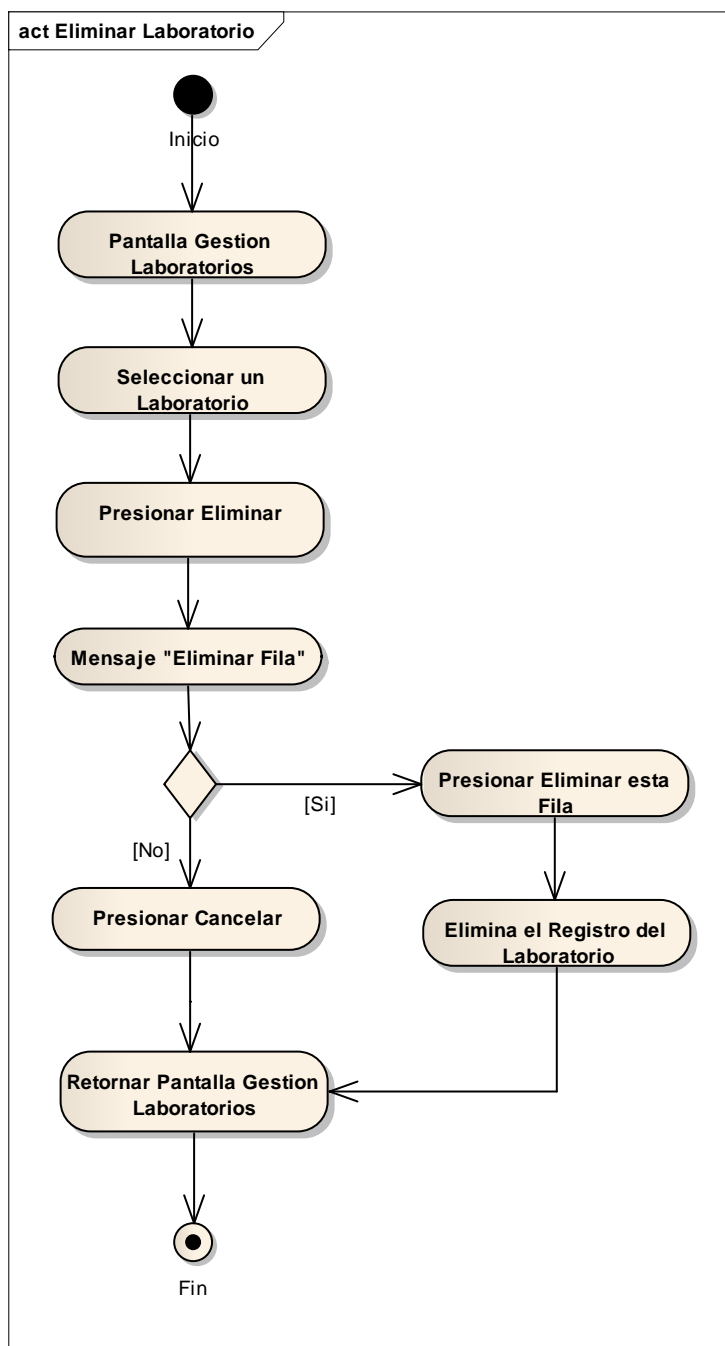 act Eliminar Laboratorio
Inicio
Pantalla Gestion
Laboratorios
Seleccionar un
Laboratorio
Presionar Eliminar
Mensaje "Eliminar Fila"
[Si]
Presionar Eliminar esta
Fila
[No]
Presionar Cancelar
Elimina el Registro del
Laboratorio
Retornar Pantalla Gestion
Laboratorios
Fin